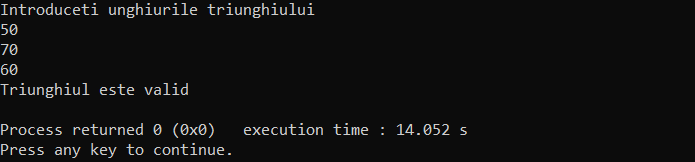 Introduceti unghiurile triunghiului
50
70
60
Triunghiul este valid
Process returned 0 (0x0)   execution time : 14.052 s
Press any key to continue.